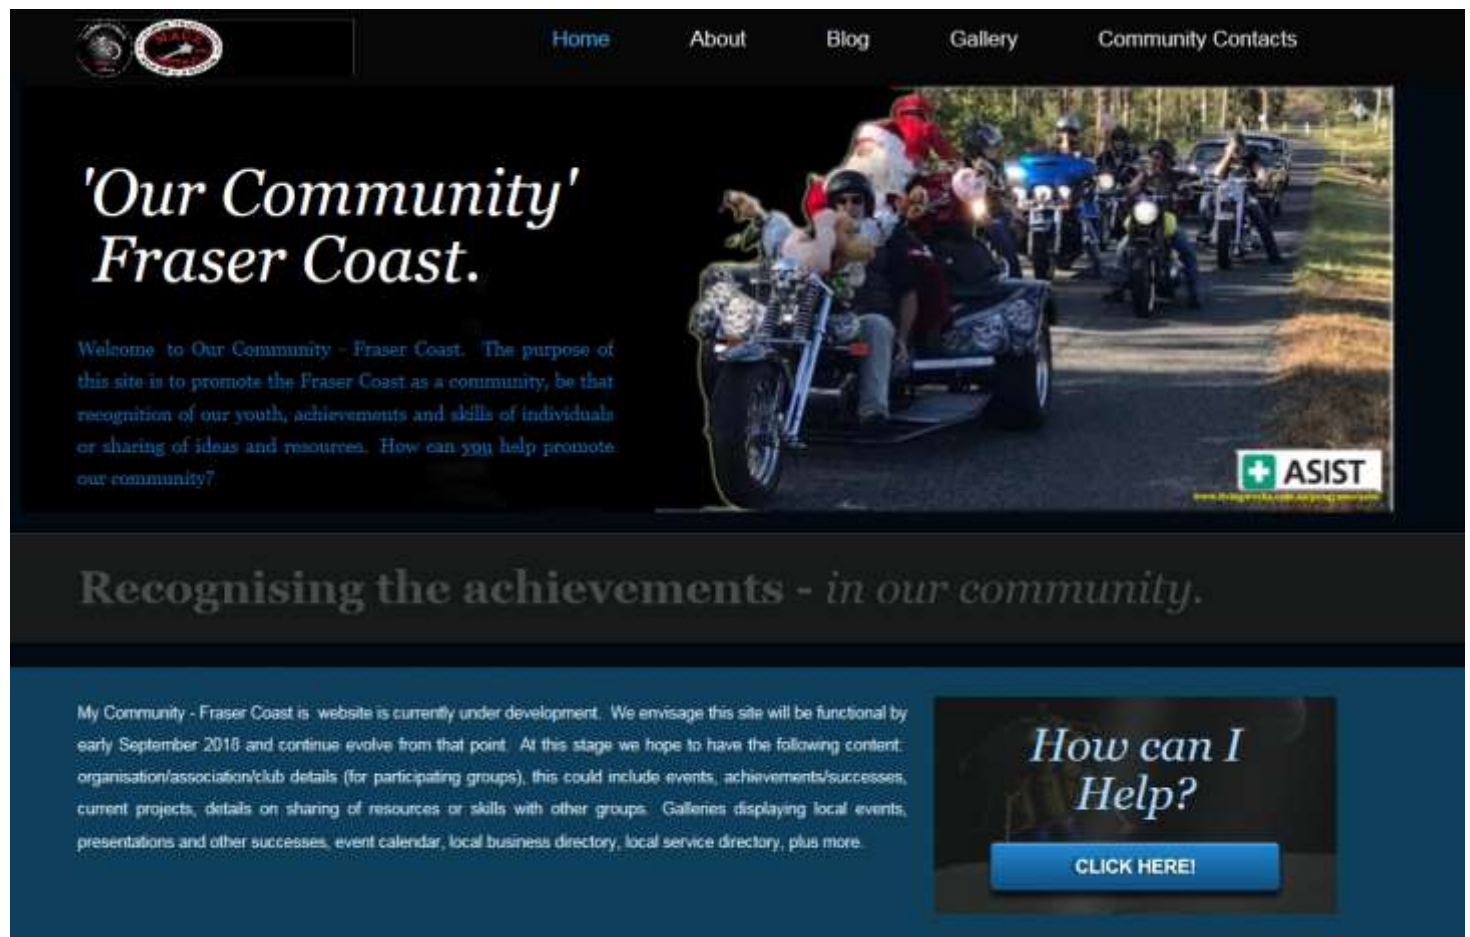 Home About Blog Gallery Community Contacts
'Our Community'
Fraser Coast.
Welcome to Our Community - Fraser Coast. The purpose of
this site is to promote the Fraser Coast as a community, be that
recognition of our youth, achievements and skills of individuals
or sharing of ideas and resources. How can you help promote
our community?
ASIST
Recognising the achievements - in our community.
My Community - Fraser Coast is website is currently under development. We envisage this site will be functional by
early September 2018 and continue evolve from that point. At this stage we hope to have the following content:
organisation/association/club details (for participating groups), this could include events, achievements/successes,
current projects, details on sharing of resources or skills with other groups. Galleries displaying local events,
presentations and other successes, event calendar, local business directory, local service directory, plus more.
How can I
Help?
CLICK HERE!